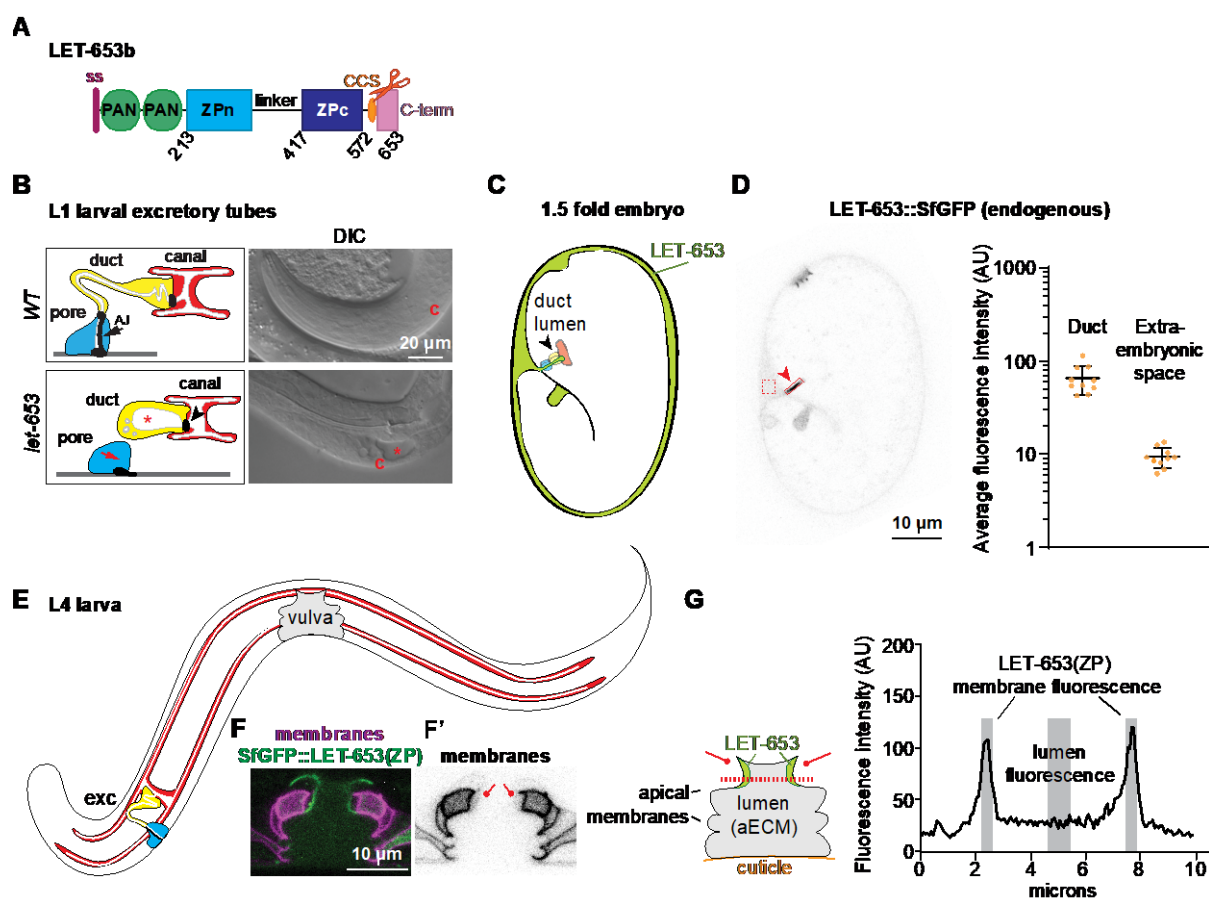 A
LET-653b
ss
PAN
PAN
ZPn
linker
ZPc
CCS
C-term
213
417
572
653
B
L1 larval excretory tubes
DIC
WT
duct
canal
pore
AJ
c
20 µm
let-653
duct
canal
pore
*
c
*
C
1.5 fold embryo
LET-653
duct
lumen
D
LET-653::SfGFP (endogenous)
10 µm
Average fluorescence intensity (AU)
1000
100
10
1
Duct
Extra-
embryonic
space
E
L4 larva
vulva
exc
F
membranes
SfGFP::LET-653(ZP)
10 µm
F'
membranes
G
LET-653
apical
membranes
lumen
(aECM)
cuticle
Fluorescence intensity (AU)
200
150
100
50
0
LET-653(ZP)
membrane fluorescence
lumen
fluorescence
0 2 4 6 8 10
microns